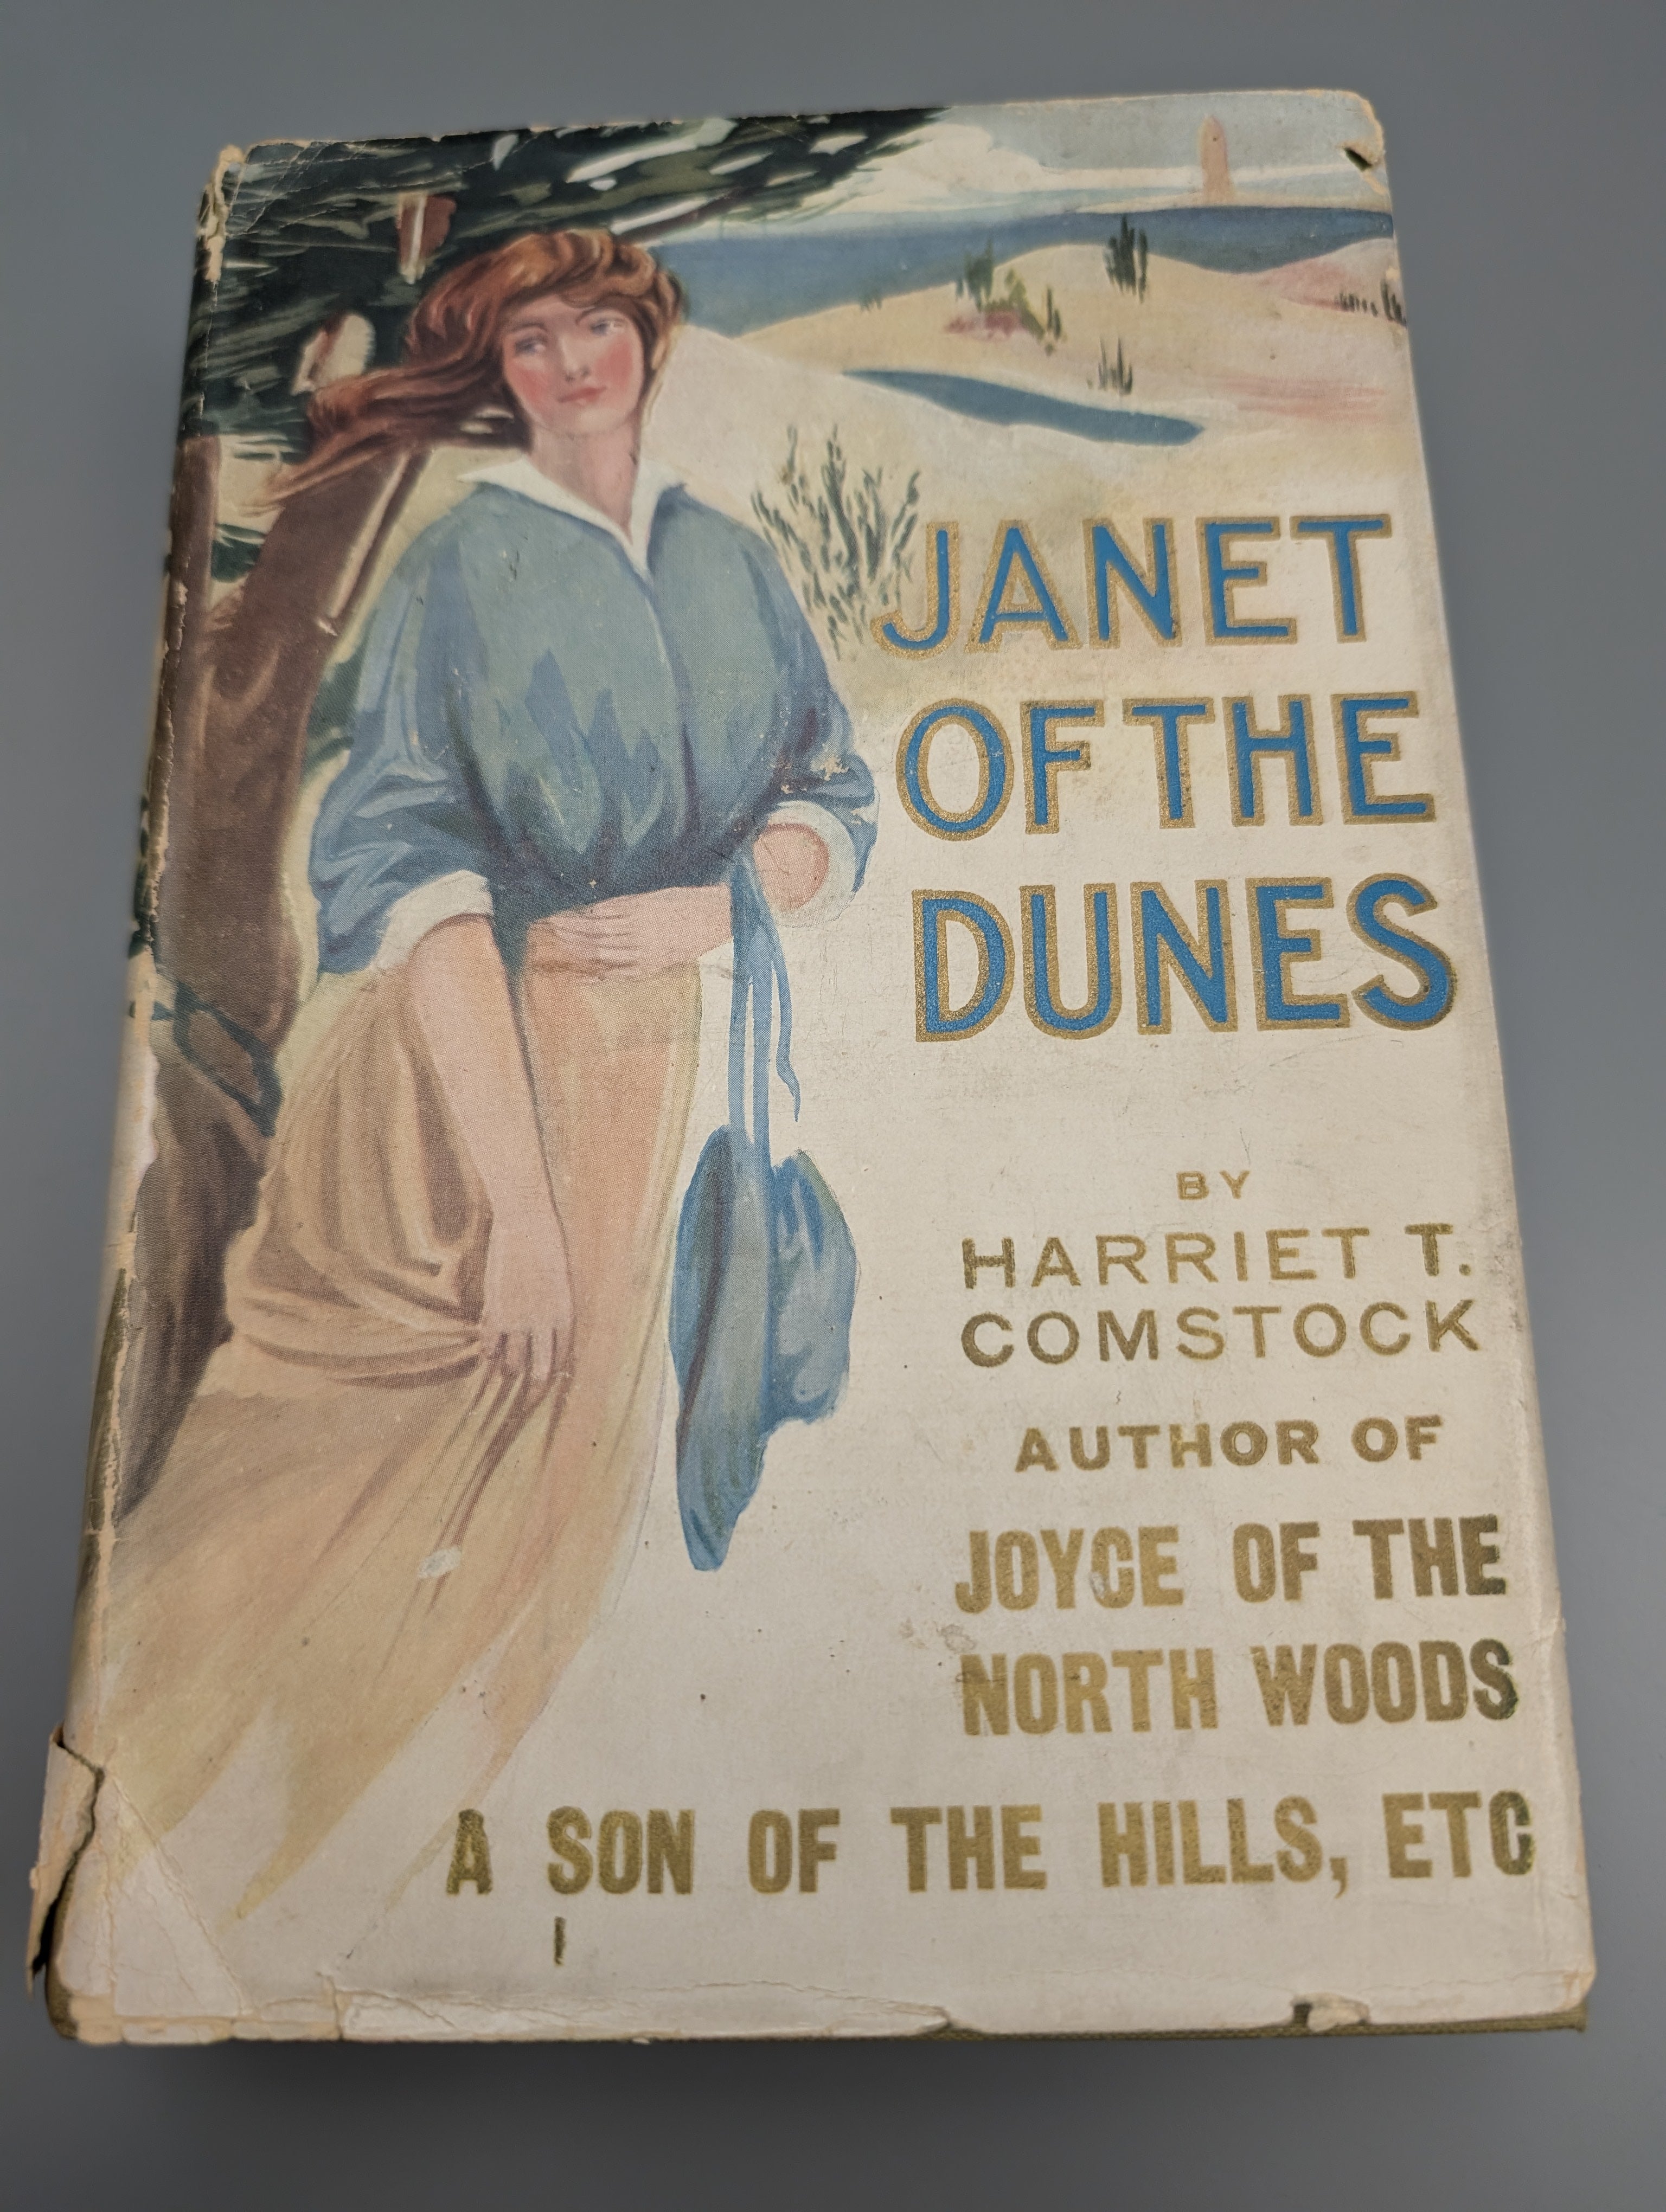 JANET
OF THE
DUNES
BY
HARRIET T.
COMSTOCK
AUTHOR OF
JOYCE OF THE
NORTH WOODS
A SON OF THE HILLS, ETC